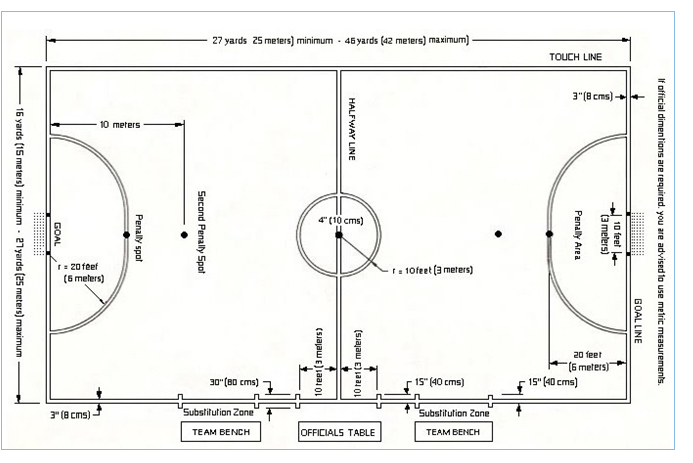 27 yards 25 meters) minimum - 46 yards (42 meters) maximum)
TOUCH LINE
3" (8 cms)
10 meters
HALFWAY LINE
16 yards (15 meters) minimum - 27 yards (25 meters) maximum
If official dimentions are required, you are advised to use metric measurements.
Second Penalty Spot
Penalty spot
GOAL
4" (10 cms)
Penalty Area
10 feet
(3 meters)
r = 20 feet
(6 meters)
r = 10 feet (3 meters)
GOAL LINE
10 feet (3 meters)
10 feet (3 meters)
20 feet
(6 meters)
30" (80 cms)
15" (40 cms)
15" (40 cms)
3" (8 cms)
Substitution Zone
Substitution Zone
TEAM BENCH
OFFICIALS TABLE
TEAM BENCH